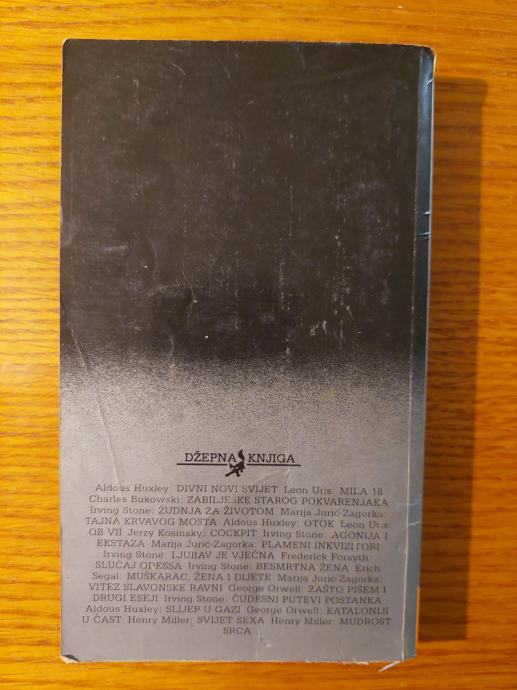 DŽEPNA KNJIGA
Aldous Huxley: DIVNI NOVI SVIJET Leon Uris: MILA 18
Charles Bukowski: ZABILJEŠKE STAROG POKVARENJAKA
Irving Stone: ŽUDNJA ZA ŽIVOTOM Marija Jurić-Zagorka:
TAJNA KRVAVOG MOSTA Aldous Huxley: OTOK Leon Uris:
QB VII Jerzy Kosinsky: COCKPIT Irving Stone: AGONIJA I
EKSTAZA Marija Jurić-Zagorka: PLAMENI INKVIZITORI
Irving Stone: LJUBAV JE VJEČNA Frederick Forsyth:
SLUČAJ ODESSA Irving Stone: BESMRTNA ŽENA Erich
Segal: MUŠKARAC, ŽENA I DIJETE Marija Jurić-Zagorka:
VITEZ SLAVONSKE RAVNI George Orwell: ZAŠTO PIŠEM I
DRUGI ESEJI Irving Stone: ČUDESNI PUTEVI POSTANKA
Aldous Huxley: SLIJEP U GAZI George Orwell: KATALONIJI
U ČAST Henry Miller: SVIJET SEXA Henry Miller: MUDROST
SRCA